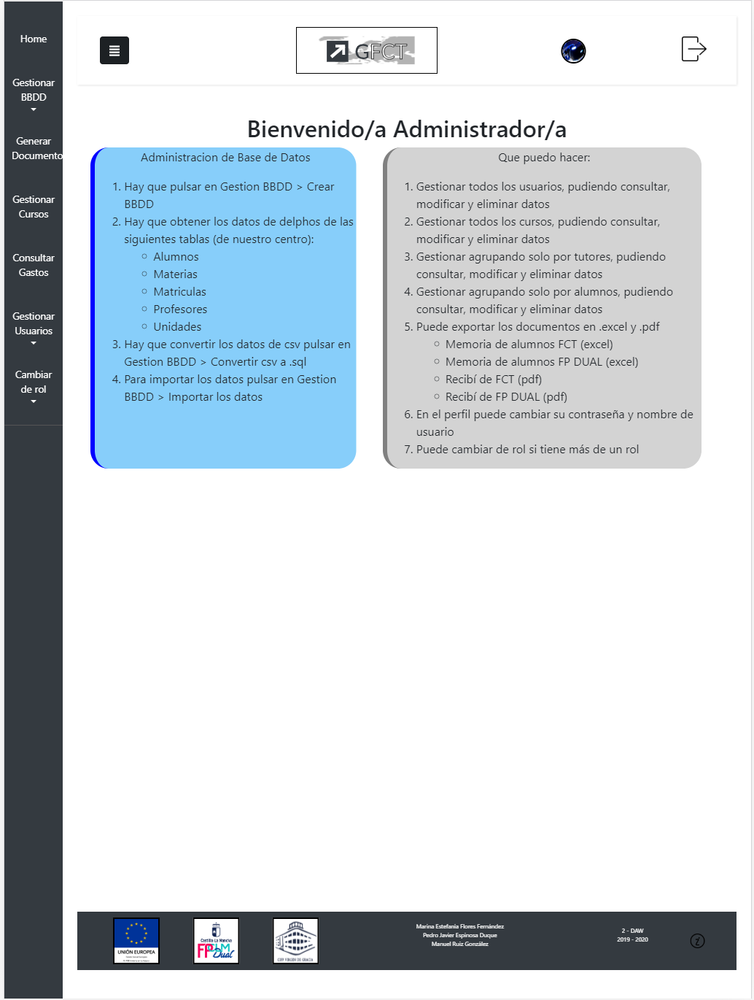 Home
Gestionar
BBDD
Generar
Documento
Gestionar
Cursos
Consultar
Gastos
Gestionar
Usuarios
Cambiar
de rol
GFCT
Bienvenido/a Administrador/a
Administracion de Base de Datos
1. Hay que pulsar en Gestion BBDD > Crear
BBDD
2. Hay que obtener los datos de delphos de las
siguientes tablas (de nuestro centro):
Alumnos
Materias
Matriculas
Profesores
Unidades
3. Hay que convertir los datos de csv pulsar en
Gestion BBDD > Convertir csv a .sql
4. Para importar los datos pulsar en Gestion
BBDD > Importar los datos
Que puedo hacer:
1. Gestionar todos los usuarios, pudiendo consultar,
modificar y eliminar datos
2. Gestionar todos los cursos, pudiendo consultar,
modificar y eliminar datos
3. Gestionar agrupando solo por tutores, pudiendo
consultar, modificar y eliminar datos
4. Gestionar agrupando solo por alumnos, pudiendo
consultar, modificar y eliminar datos
5. Puede exportar los documentos en .excel y .pdf
Memoria de alumnos FCT (excel)
Memoria de alumnos FP DUAL (excel)
Recibí de FCT (pdf)
Recibí de FP DUAL (pdf)
6. En el perfil puede cambiar su contraseña y nombre de
usuario
7. Puede cambiar de rol si tiene más de un rol
UNIÓN EUROPEA
Castilla-La Mancha
FP CLM
Dual
CIFP VIRGEN DE GRACIA
Marina Estefanía Flores Fernández
Pedro Javier Espinosa Duque
Manuel Ruiz González
2 - DAW
2019 - 2020
i